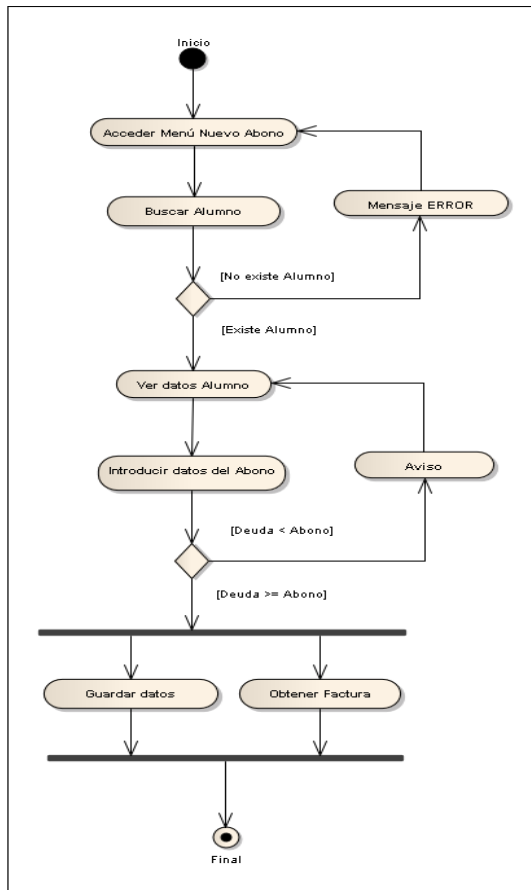 Inicio
Acceder Menú Nuevo Abono
Buscar Alumno
Mensaje ERROR
[No existe Alumno]
[Existe Alumno]
Ver datos Alumno
Introducir datos del Abono
Aviso
[Deuda < Abono]
[Deuda >= Abono]
Guardar datos
Obtener Factura
Final